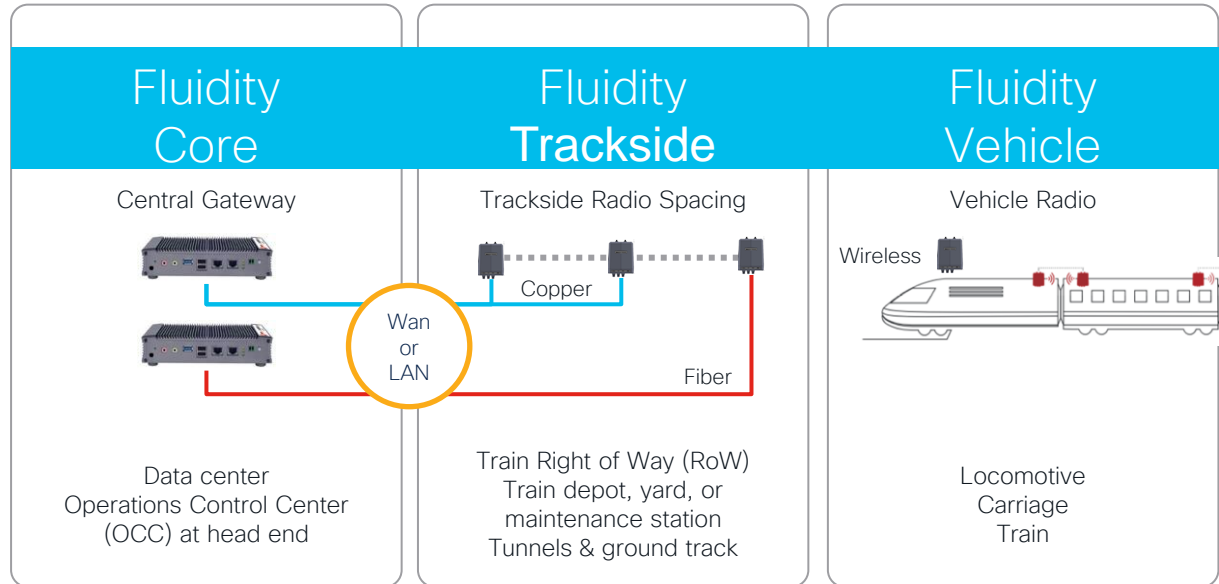 Fluidity
Core
Central Gateway
Data center
Operations Control Center
(OCC) at head end
Wan
or
LAN
Fluidity
Trackside
Trackside Radio Spacing
Copper
Fiber
Train Right of Way (RoW)
Train depot, yard, or
maintenance station
Tunnels & ground track
Fluidity
Vehicle
Vehicle Radio
Wireless
Locomotive
Carriage
Train